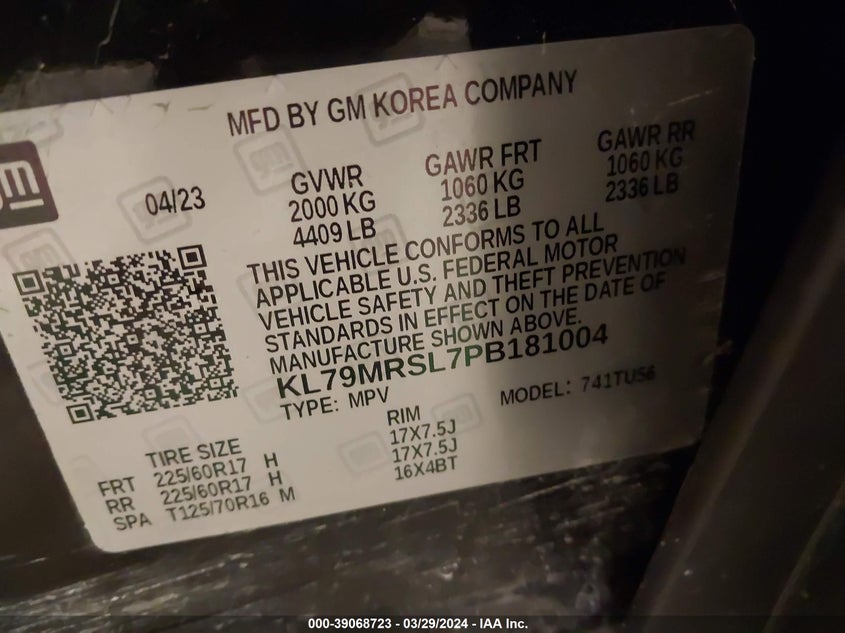 MFD BY GM KOREA COMPANY
gm
04/23
GVWR
2000 KG
4409 LB
GAWR FRT
1060 KG
2336 LB
GAWR RR
1060 KG
2336 LB
THIS VEHICLE CONFORMS TO ALL
APPLICABLE U.S. FEDERAL MOTOR
VEHICLE SAFETY AND THEFT PREVENTION
STANDARDS IN EFFECT ON THE DATE OF
MANUFACTURE SHOWN ABOVE.
KL79MRSL7PB181004
TYPE: MPV
MODEL: 741TU56
TIRE SIZE
RIM
FRT 225/60R17 H 17X7.5J
RR 225/60R17 H 17X7.5J
SPA T125/70R16 M 16X4BT
000-39068723 - 03/29/2024 - IAA Inc.